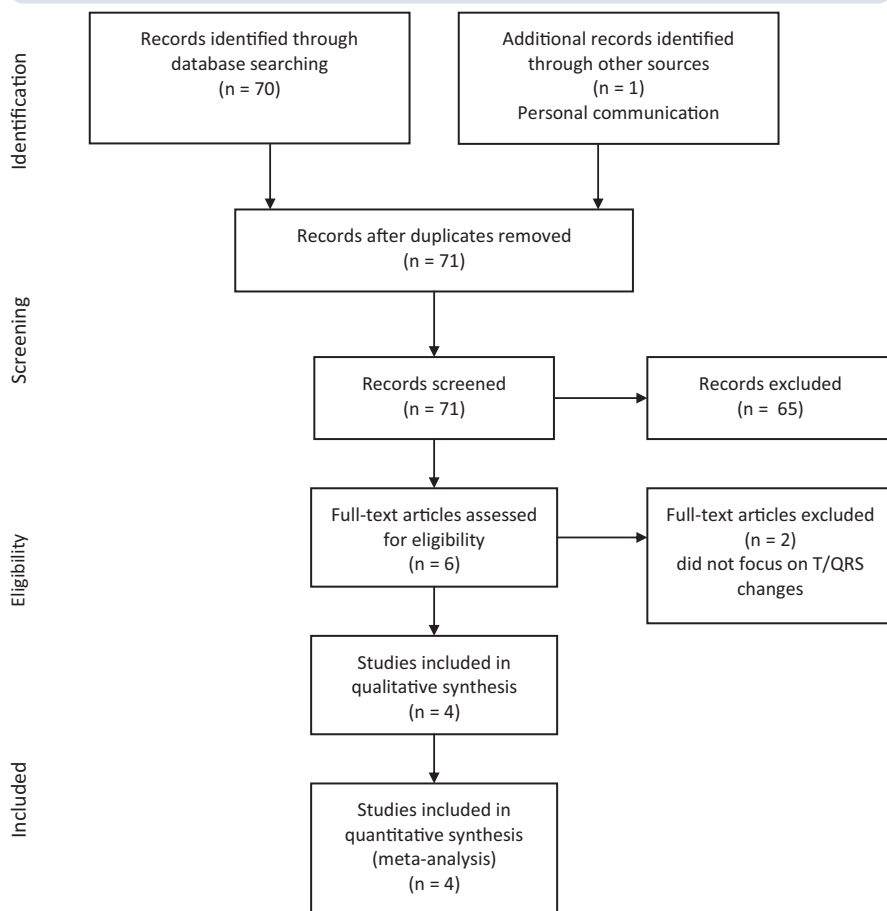 Identification
Records identified through
database searching
(n = 70)
Additional records identified
through other sources
(n = 1)
Personal communication
Records after duplicates removed
(n = 71)
Screening
Records screened
(n = 71)
Records excluded
(n =  65)
Eligibility
Full-text articles assessed
for eligibility
(n = 6)
Full-text articles excluded
(n = 2)
did not focus on T/QRS
changes
Studies included in
qualitative synthesis
(n = 4)
Included
Studies included in
quantitative synthesis
(meta-analysis)
(n = 4)